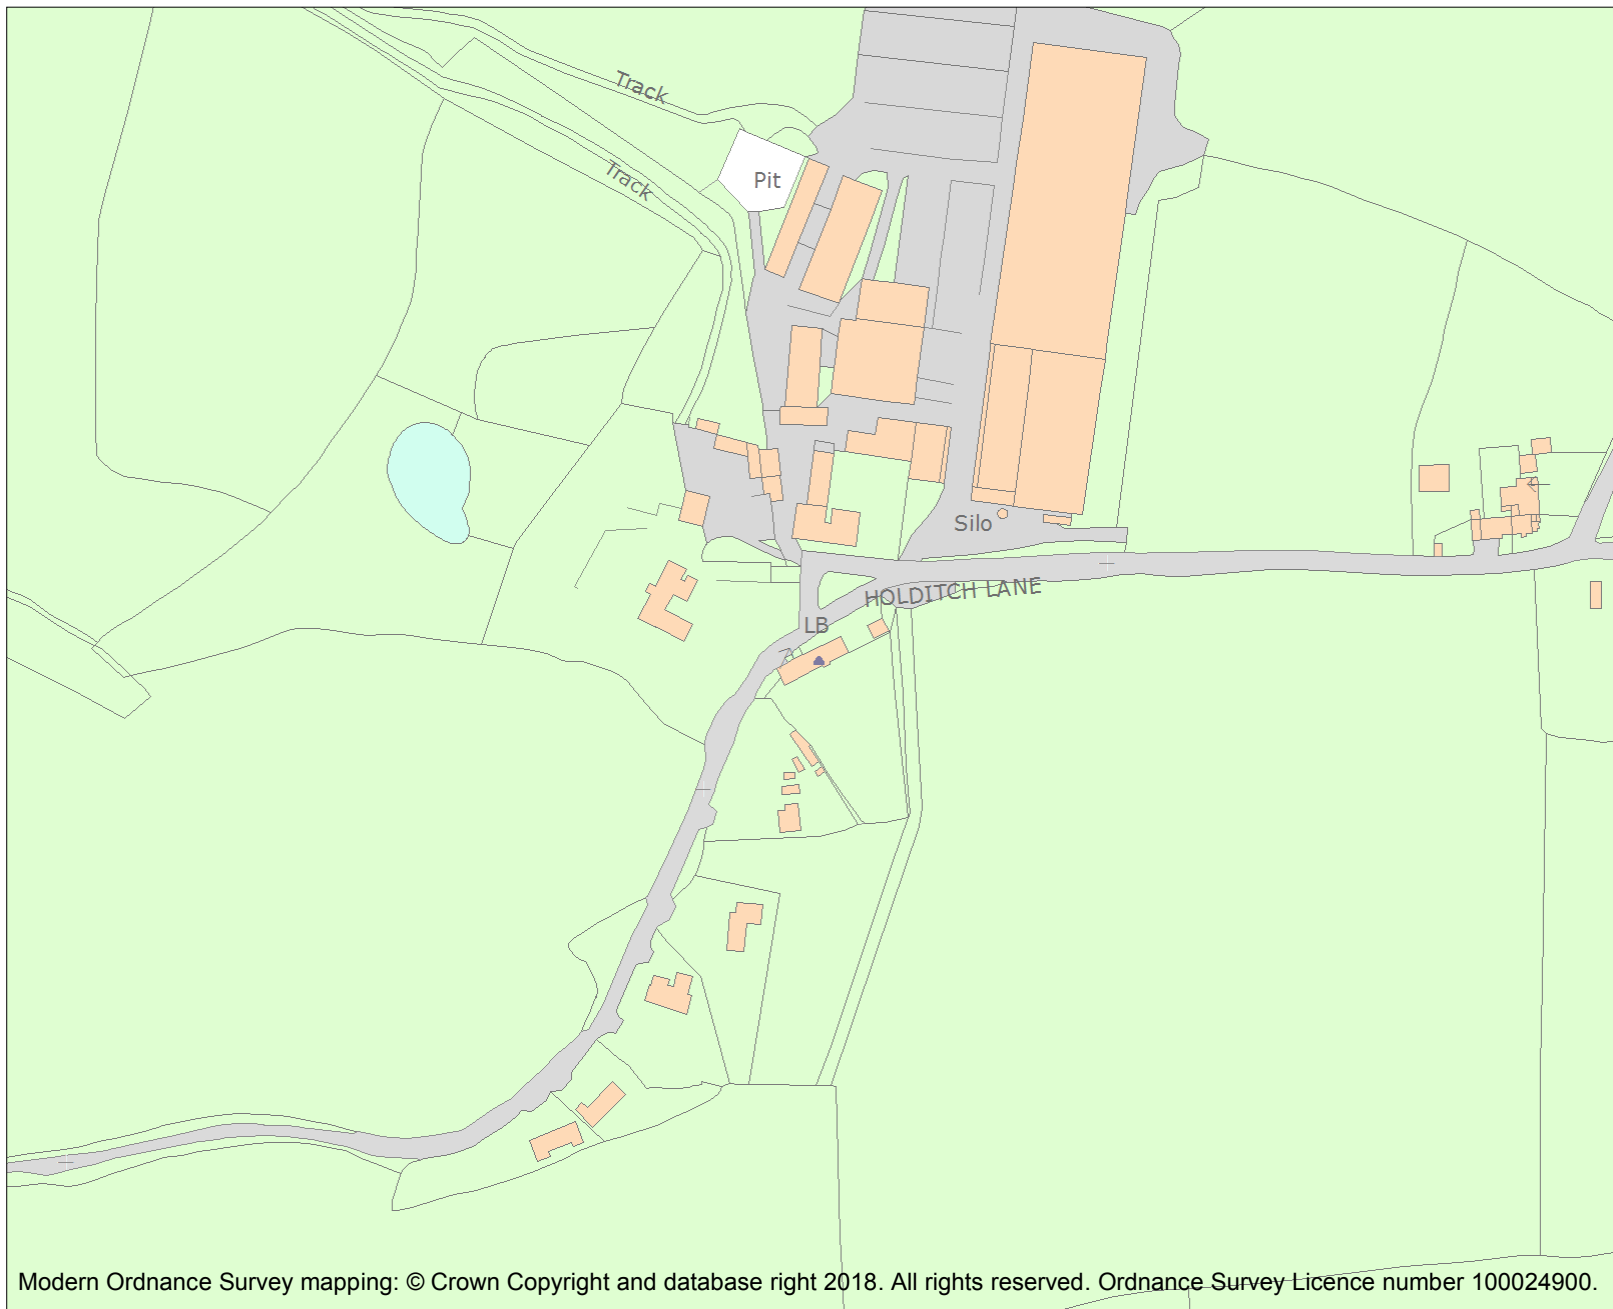 Track
Track
Pit
Silo
HOLDITCH LANE
LB
Modern Ordnance Survey mapping: © Crown Copyright and database right 2018. All rights reserved. Ordnance Survey Licence number 100024900.